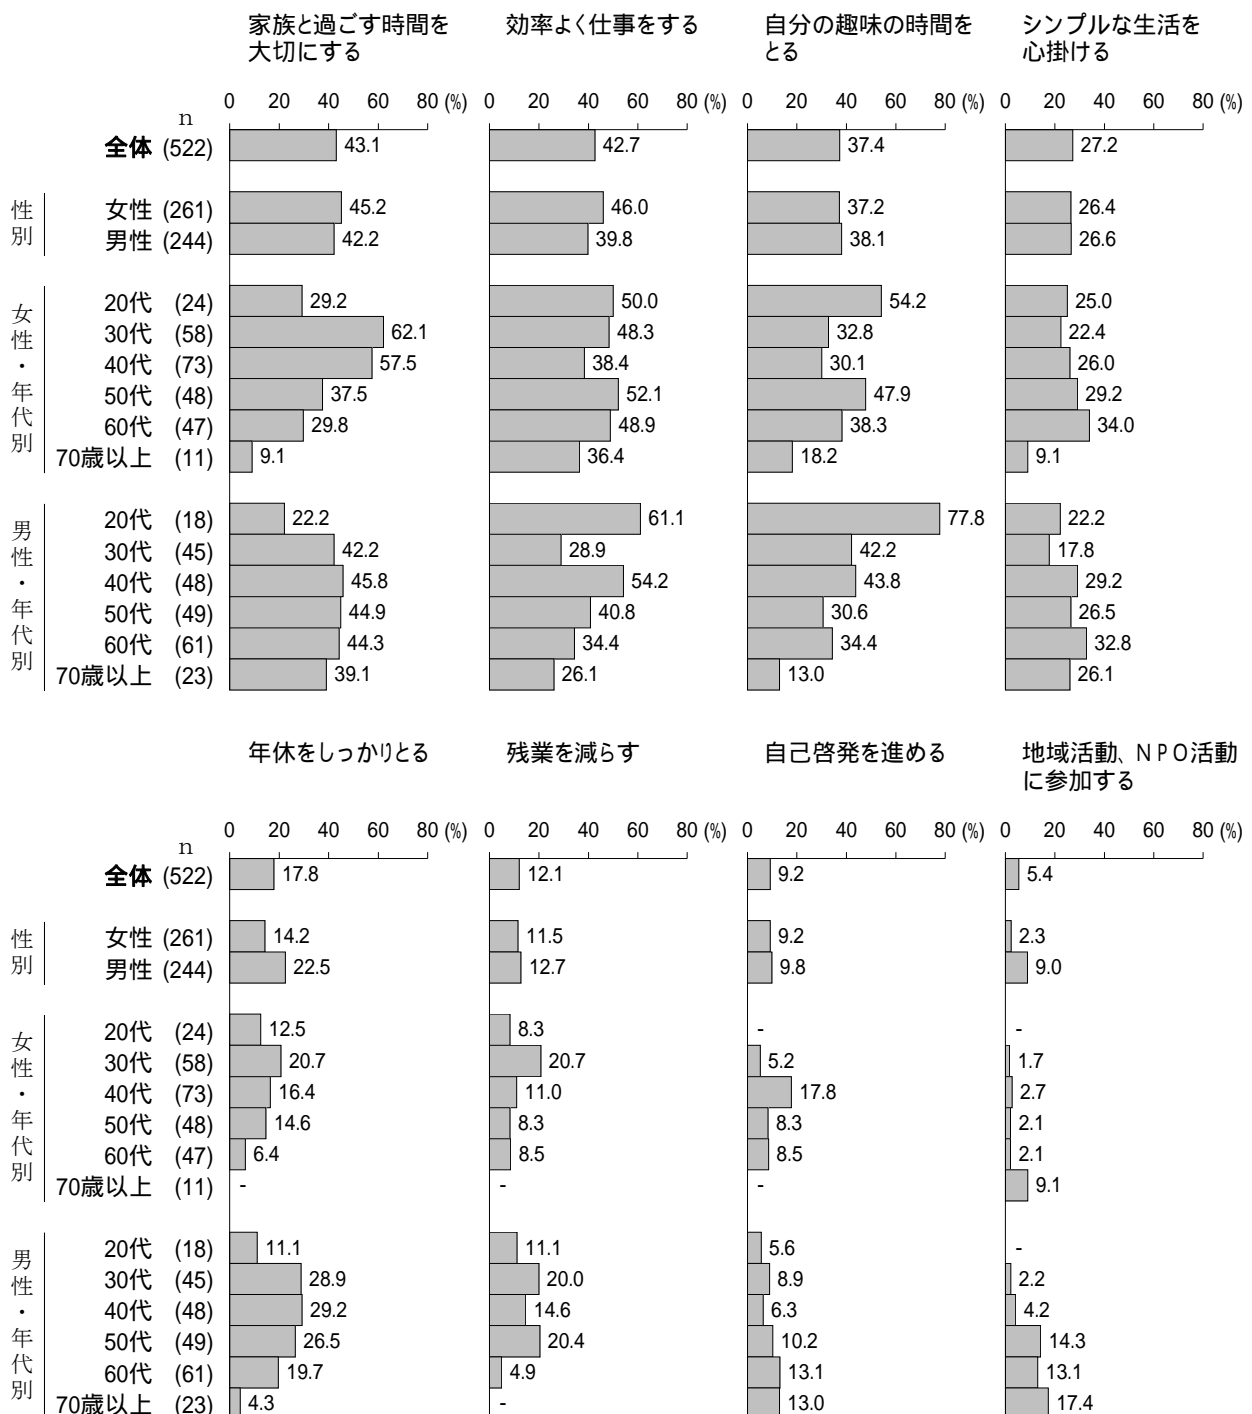 家族と過ごす時間を 効率よく仕事をする 自分の趣味の時間を シンプルな生活を
大切にする とる 心掛ける
0 20 40 60 80 (%) 0 20 40 60 80 (%) 0 20 40 60 80 (%) 0 20 40 60 80 (%)
n
全体 (522) 43.1 42.7 37.4 27.2
性別
女性 (261) 45.2 46.0 37.2 26.4
男性 (244) 42.2 39.8 38.1 26.6
女性・年代別
20代 (24) 29.2 50.0 54.2 25.0
30代 (58) 62.1 48.3 32.8 22.4
40代 (73) 57.5 38.4 30.1 26.0
50代 (48) 37.5 52.1 47.9 29.2
60代 (47) 29.8 48.9 38.3 34.0
70歳以上 (11) 9.1 36.4 18.2 9.1
男性・年代別
20代 (18) 22.2 61.1 77.8 22.2
30代 (45) 42.2 28.9 42.2 17.8
40代 (48) 45.8 54.2 43.8 29.2
50代 (49) 44.9 40.8 30.6 26.5
60代 (61) 44.3 34.4 34.4 32.8
70歳以上 (23) 39.1 26.1 13.0 26.1
年休をしっかりとる 残業を減らす 自己啓発を進める 地域活動、NPO活動
に参加する
0 20 40 60 80 (%) 0 20 40 60 80 (%) 0 20 40 60 80 (%) 0 20 40 60 80 (%)
n
全体 (522) 17.8 12.1 9.2 5.4
性別
女性 (261) 14.2 11.5 9.2 2.3
男性 (244) 22.5 12.7 9.8 9.0
女性・年代別
20代 (24) 12.5 8.3 - -
30代 (58) 20.7 20.7 5.2 1.7
40代 (73) 16.4 11.0 17.8 2.7
50代 (48) 14.6 8.3 8.3 2.1
60代 (47) 6.4 8.5 8.5 2.1
70歳以上 (11) - - - 9.1
男性・年代別
20代 (18) 11.1 11.1 5.6 -
30代 (45) 28.9 20.0 8.9 2.2
40代 (48) 29.2 14.6 6.3 4.2
50代 (49) 26.5 20.4 10.2 14.3
60代 (61) 19.7 4.9 13.1 13.1
70歳以上 (23) 4.3 - 13.0 17.4